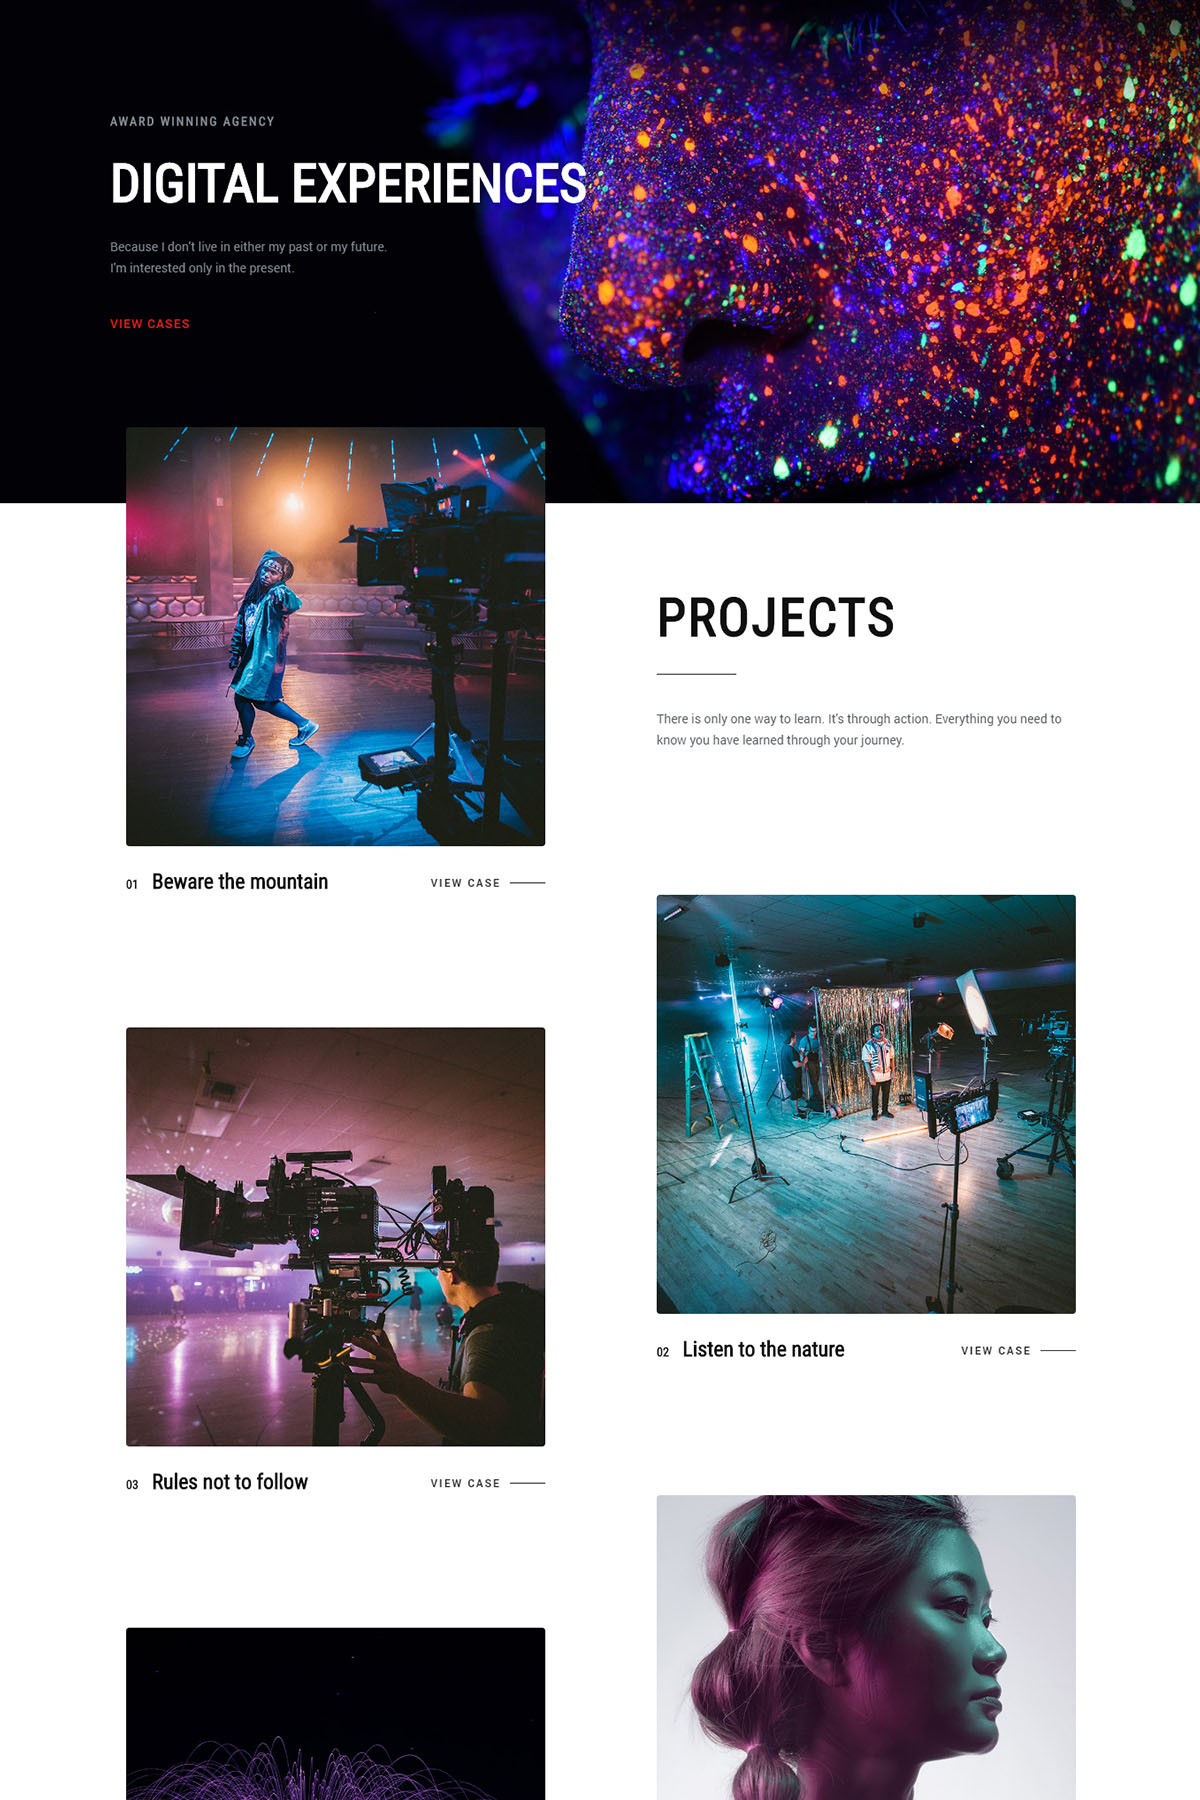 AWARD WINNING AGENCY
DIGITAL EXPERIENCES
Because I don't live in either my past or my future.
I'm interested only in the present.
VIEW CASES
PROJECTS
There is only one way to learn. It's through action. Everything you need to
know you have learned through your journey.
01 Beware the mountain VIEW CASE
02 Listen to the nature VIEW CASE
03 Rules not to follow VIEW CASE